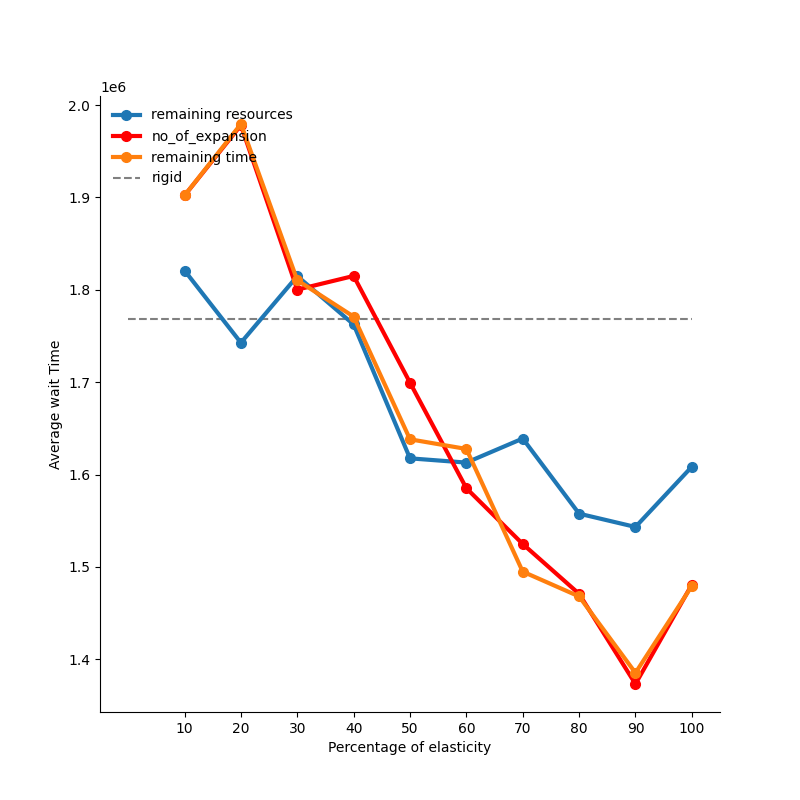 1e6
2.0
1.9
1.8
1.7
1.6
1.5
1.4
Average wait Time
remaining resources
no_of_expansion
remaining time
rigid
10 20 30 40 50 60 70 80 90 100
Percentage of elasticity